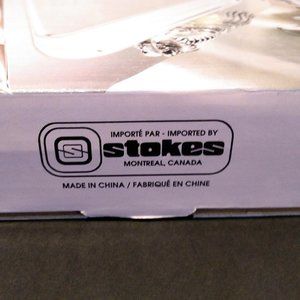 IMPORTÉ PAR - IMPORTED BY
S stokes
MONTREAL, CANADA
MADE IN CHINA / FABRIQUÉ EN CHINE